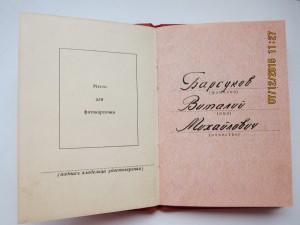 Место
для
фотокарточки
(подпись владельца удостоверения)
Барсуков
(фамилия)
Виталий
(имя)
Михайлович
(отчество)
07/12/2016 11:27